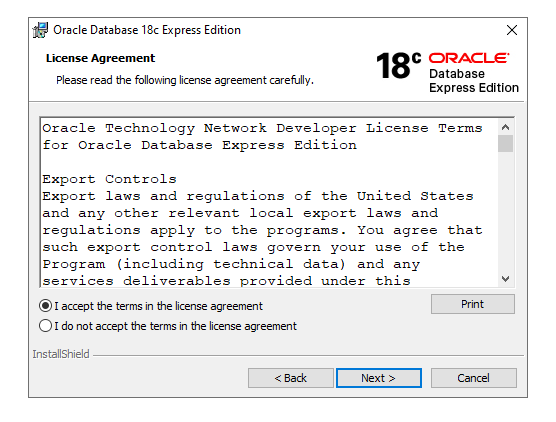 Oracle Database 18c Express Edition
License Agreement
Please read the following license agreement carefully.
18c ORACLE
Database
Express Edition
Oracle Technology Network Developer License Terms
for Oracle Database Express Edition
Export Controls
Export laws and regulations of the United States
and any other relevant local export laws and
regulations apply to the programs. You agree that
such export control laws govern your use of the
Program (including technical data) and any
services deliverables provided under this
I accept the terms in the license agreement
Print
I do not accept the terms in the license agreement
InstallShield
< Back Next > Cancel